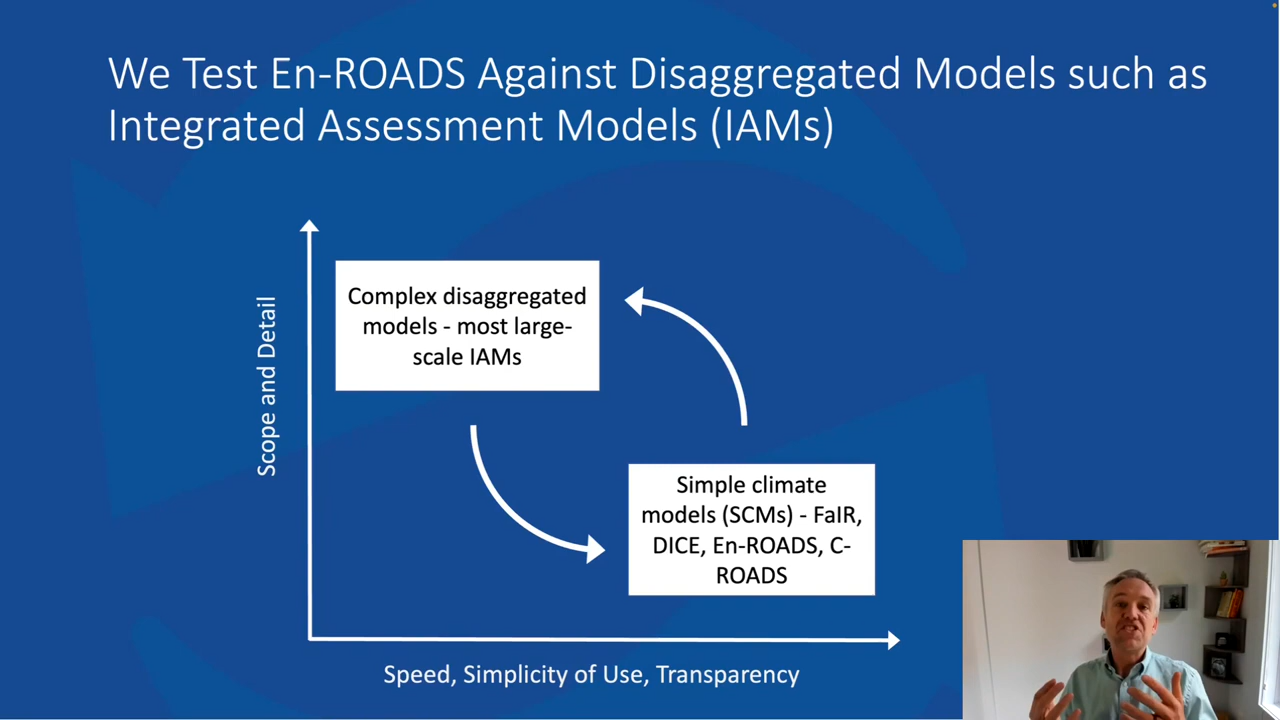 We Test En-ROADS Against Disaggregated Models such as
Integrated Assessment Models (IAMs)
Scope and Detail
Complex disaggregated
models - most large-
scale IAMs
Simple climate
models (SCMs) - FaIR,
DICE, En-ROADS, C-
ROADS
Speed, Simplicity of Use, Transparency